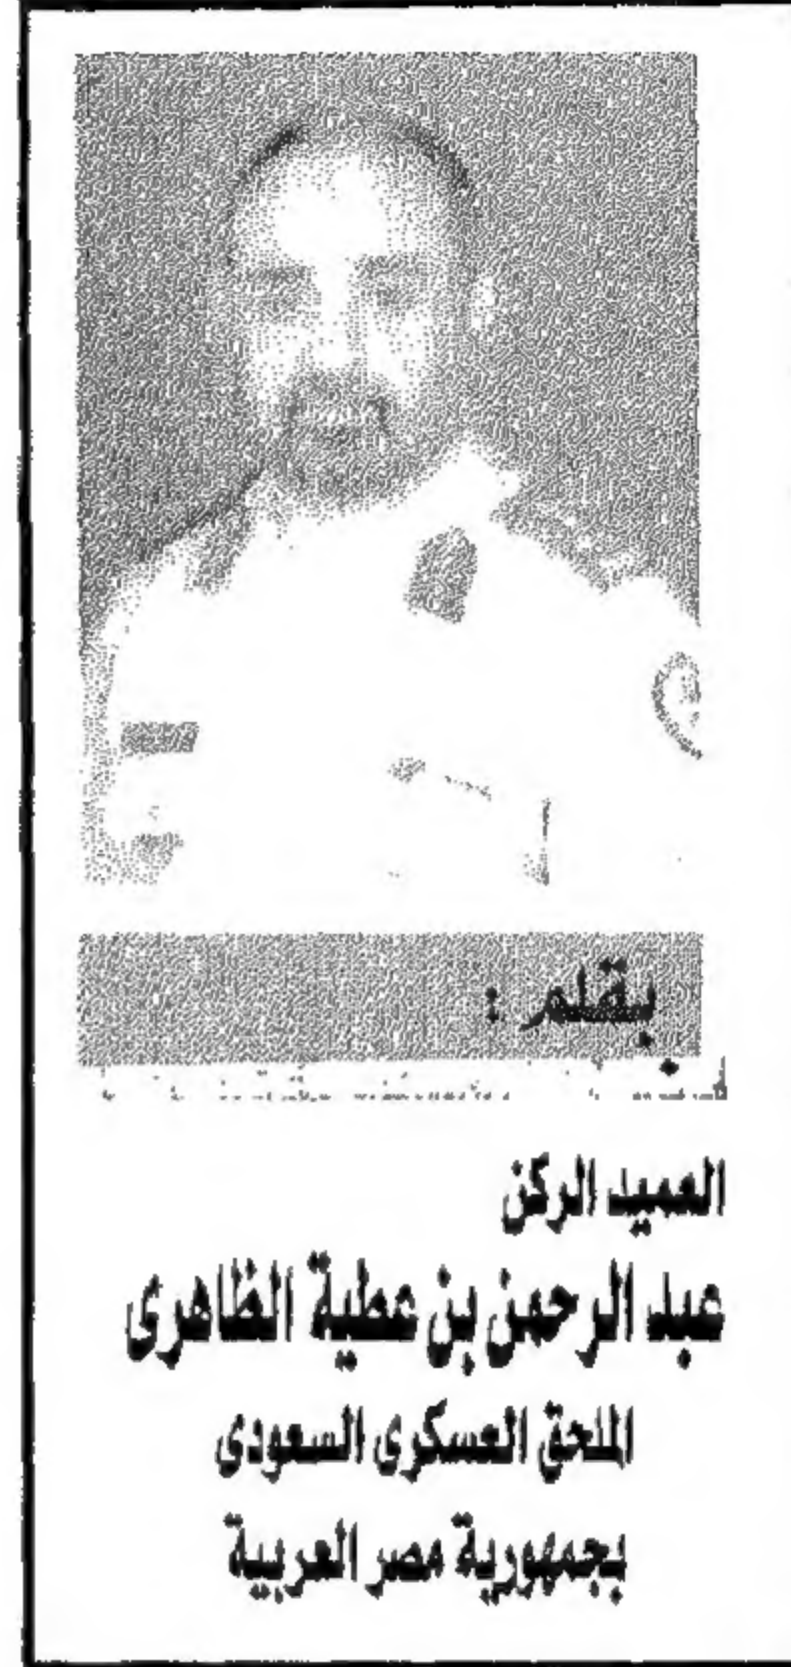 بقلم :
العميد الركن
عبد الرحمن بن عطية الظاهرى
الملحق العسكرى السعودى
بجمهورية مصر العربية